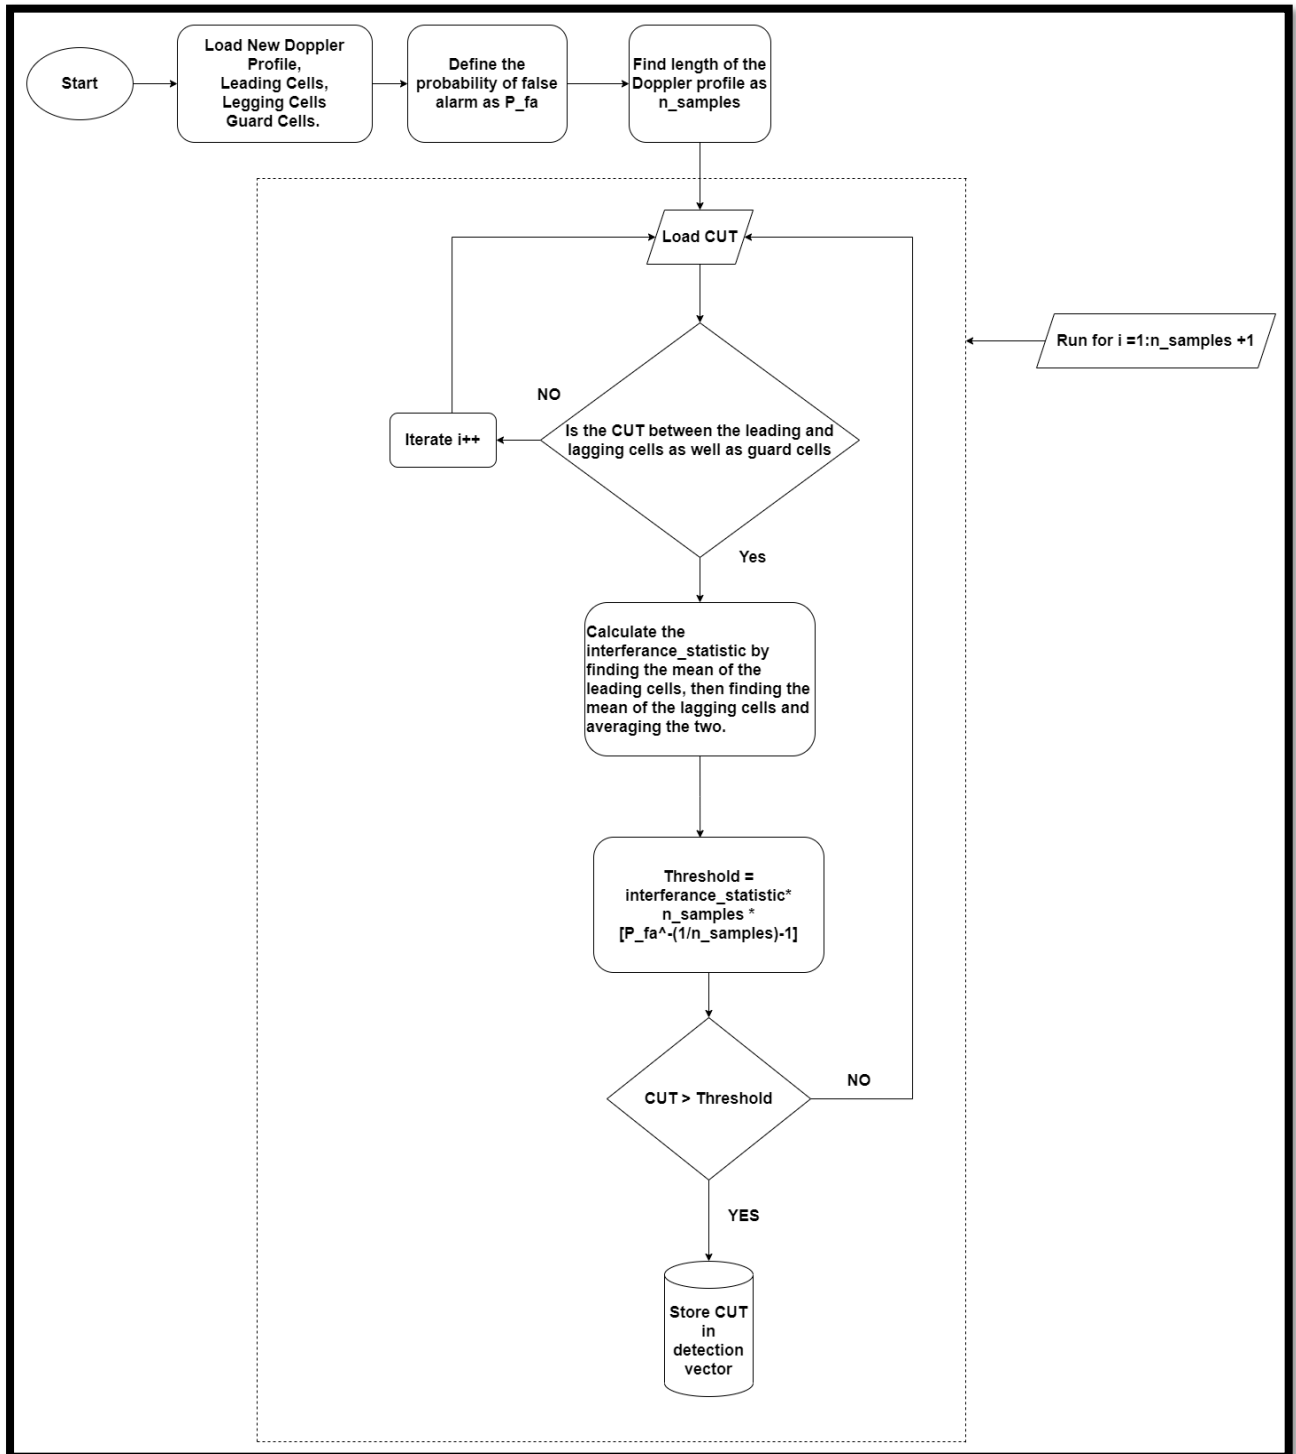 Start
Load New Doppler
Profile,
Leading Cells,
Legging Cells
Guard Cells.
Define the
probability of false
alarm as P_fa
Find length of the
Doppler profile as
n_samples
Load CUT
Run for i =1:n_samples +1
NO
Iterate i++
Is the CUT between the leading and
lagging cells as well as guard cells
Yes
Calculate the
interferance_statistic by
finding the mean of the
leading cells, then finding the
mean of the lagging cells and
averaging the two.
Threshold =
interferance_statistic*
n_samples *
[P_fa^-(1/n_samples)-1]
CUT > Threshold
NO
YES
Store CUT
in
detection
vector